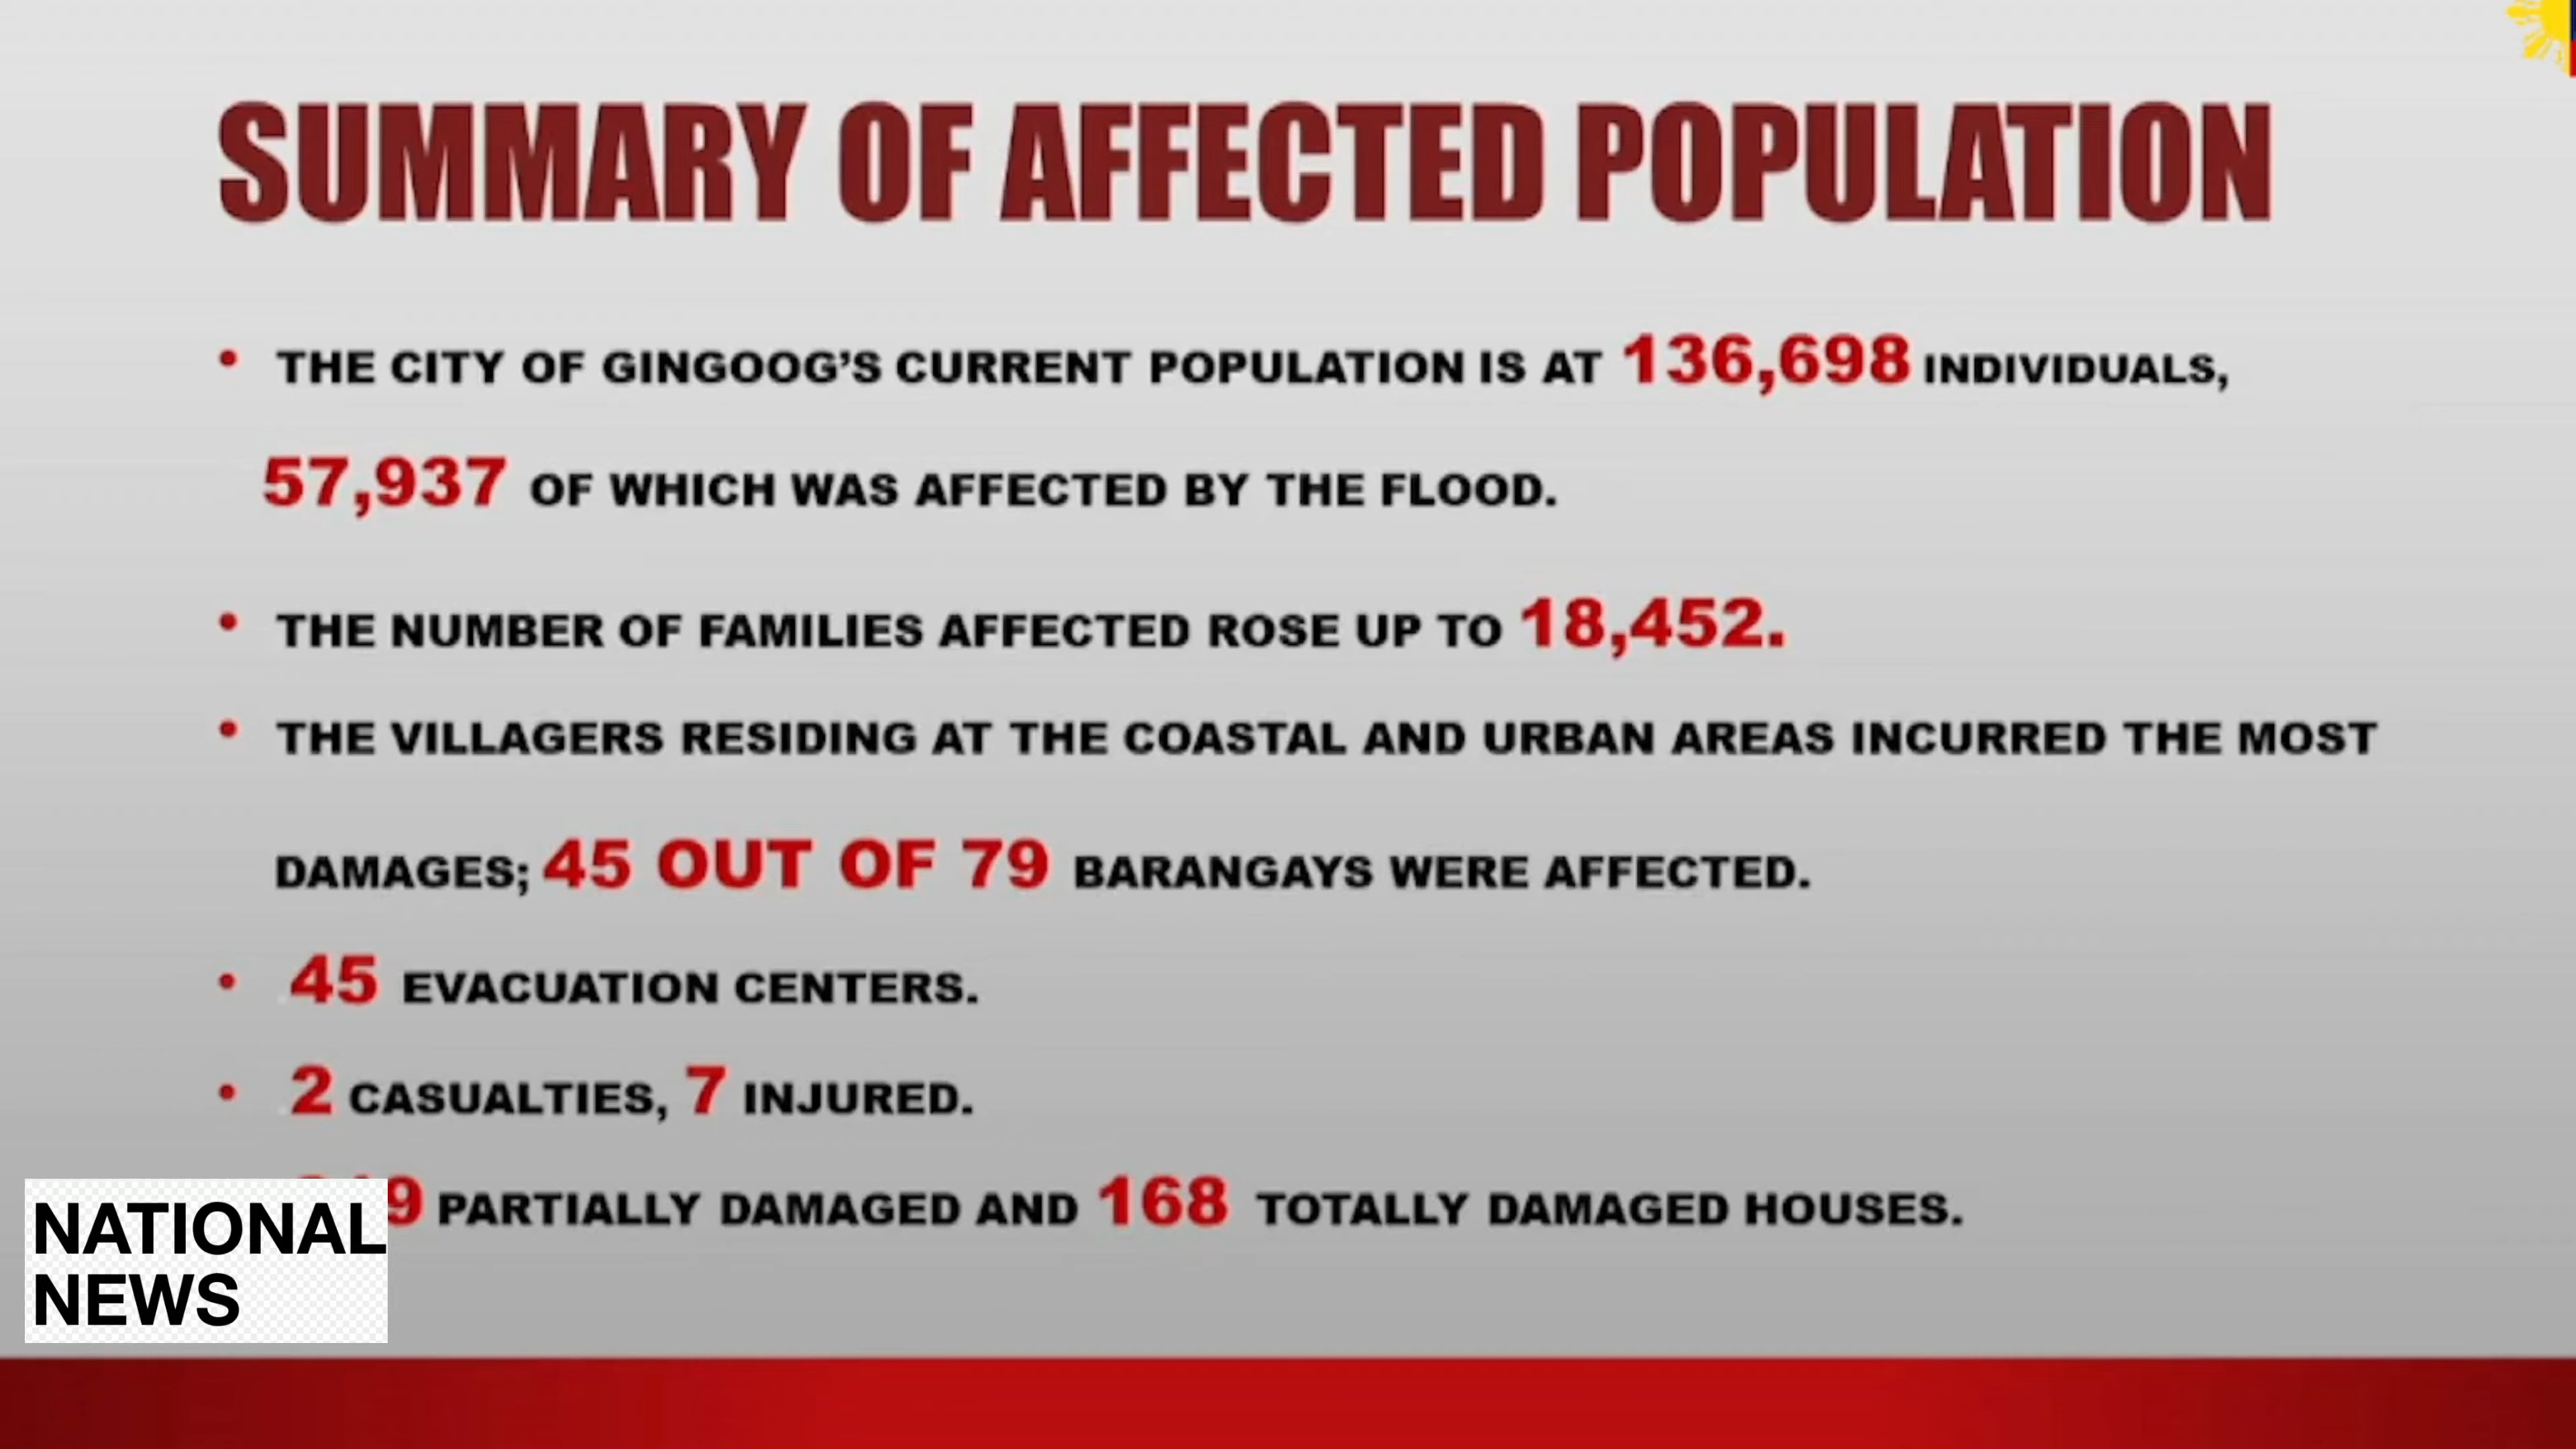 SUMMARY OF AFFECTED POPULATION
• THE CITY OF GINGOOG’S CURRENT POPULATION IS AT 136,698 INDIVIDUALS,
57,937 OF WHICH WAS AFFECTED BY THE FLOOD.
• THE NUMBER OF FAMILIES AFFECTED ROSE UP TO 18,452.
• THE VILLAGERS RESIDING AT THE COASTAL AND URBAN AREAS INCURRED THE MOST
DAMAGES; 45 OUT OF 79 BARANGAYS WERE AFFECTED.
• 45 EVACUATION CENTERS.
• 2 CASUALTIES, 7 INJURED.
PARTIALLY DAMAGED AND 168 TOTALLY DAMAGED HOUSES.
NATIONAL
NEWS